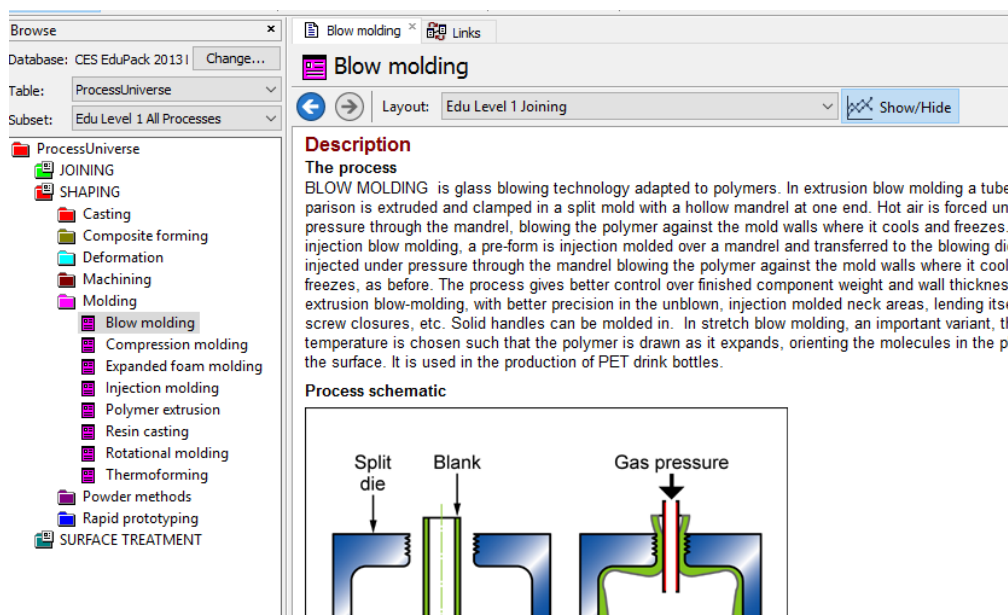 Browse
Database: CES EduPack 2013 Change...
Table: ProcessUniverse
Subset: Edu Level 1 All Processes
ProcessUniverse
JOINING
SHAPING
Casting
Composite forming
Deformation
Machining
Molding
Blow molding
Compression molding
Expanded foam molding
Injection molding
Polymer extrusion
Resin casting
Rotational molding
Thermoforming
Powder methods
Rapid prototyping
SURFACE TREATMENT
Blow molding
Links
Blow molding
Layout: Edu Level 1 Joining Show/Hide
Description
The process
BLOW MOLDING is glass blowing technology adapted to polymers. In extrusion blow molding a tube
parison is extruded and clamped in a split mold with a hollow mandrel at one end. Hot air is forced un
pressure through the mandrel, blowing the polymer against the mold walls where it cools and freezes.
injection blow molding, a pre-form is injection molded over a mandrel and transferred to the blowing di
injected under pressure through the mandrel blowing the polymer against the mold walls where it cool
freezes, as before. The process gives better control over finished component weight and wall thicknes
extrusion blow-molding, with better precision in the unblown, injection molded neck areas, lending its
screw closures, etc. Solid handles can be molded in. In stretch blow molding, an important variant, t
temperature is chosen such that the polymer is drawn as it expands, orienting the molecules in the p
the surface. It is used in the production of PET drink bottles.
Process schematic
Split
die
Blank
Gas pressure